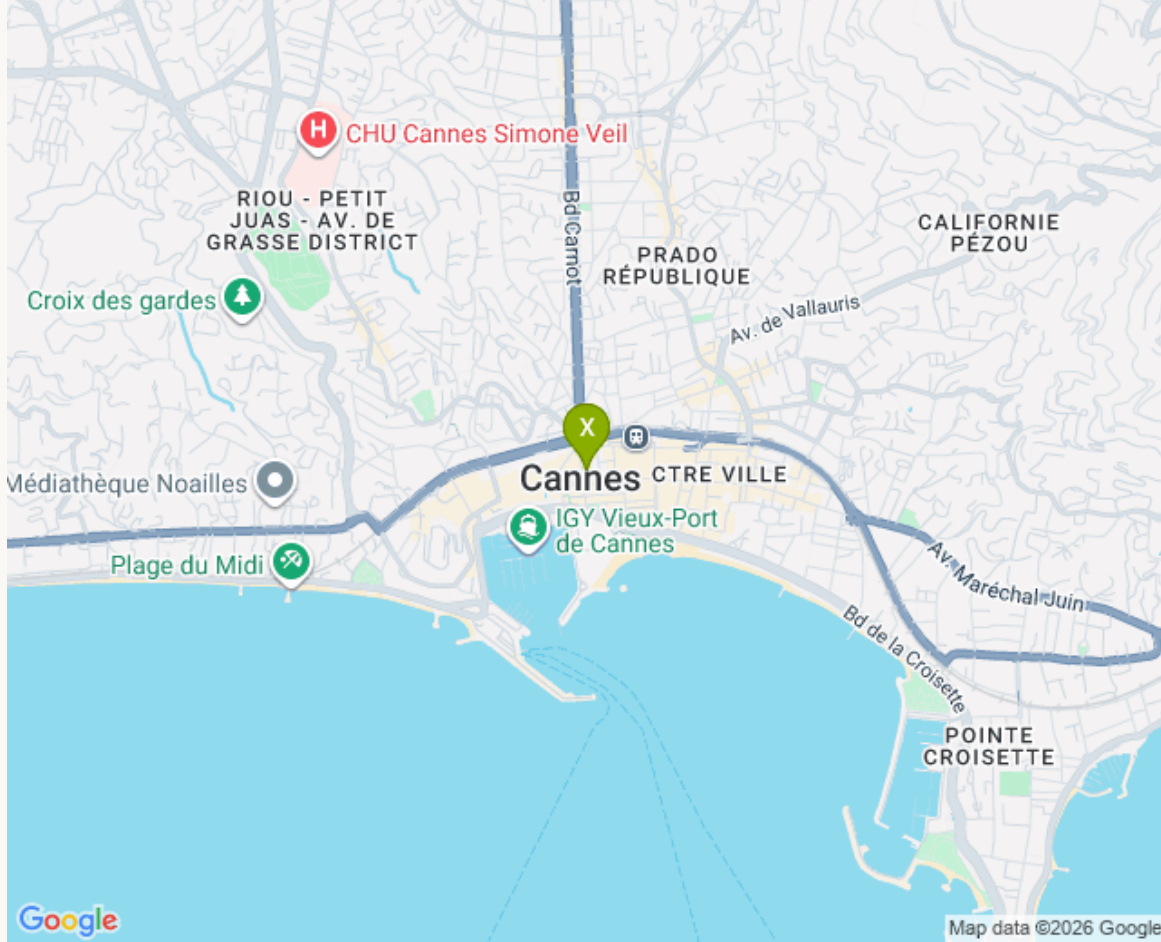 H
CHU Cannes Simone Veil
RIOU - PETIT
JUAS - AV. DE
GRASSE DISTRICT
Bd Carnot
CALIFORNIE
PÉZOU
PRADO
RÉPUBLIQUE
Croix des gardes
Av. de Vallauris
X
Cannes
CTRE VILLE
Médiathèque Noailles
IGY Vieux-Port
de Cannes
Plage du Midi
Av. Maréchal Juin
Bd de la Croisette
POINTE
CROISETTE
Google
Map data ©2026 Google